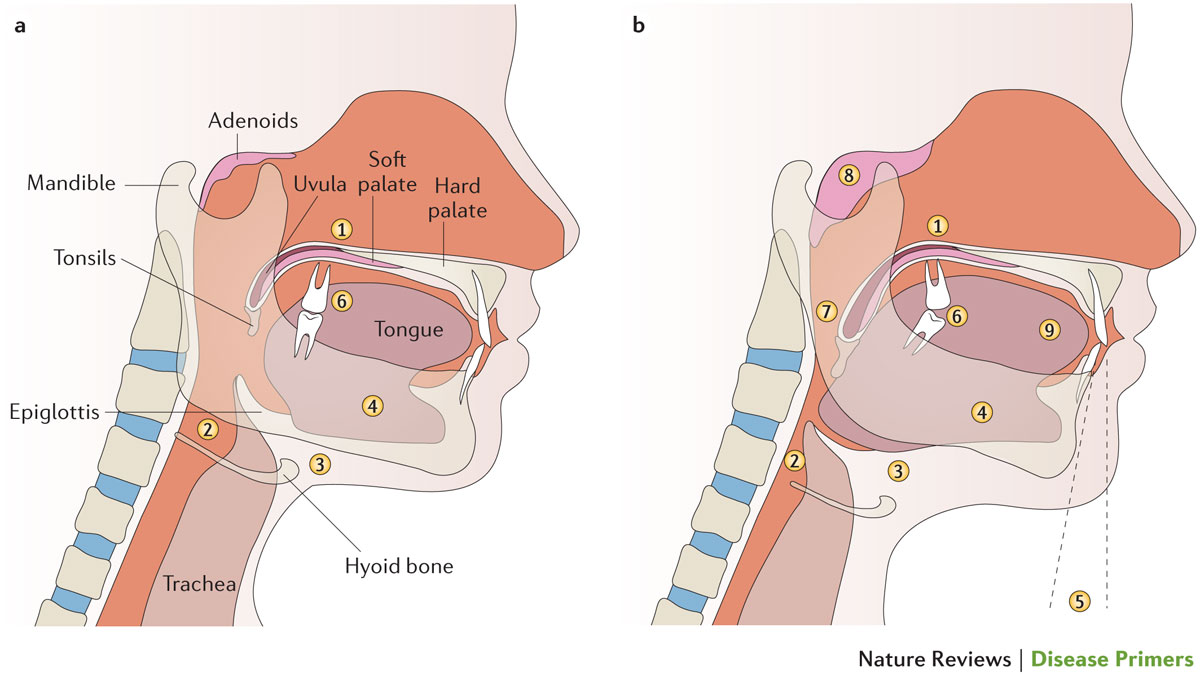 a
Adenoids
Mandible
Uvula
Soft
palate
Hard
palate
1
Tonsils
6
Tongue
Epiglottis
4
2
3
Hyoid bone
Trachea
b
8
1
7
6
9
4
2
3
5
Nature Reviews | Disease Primers